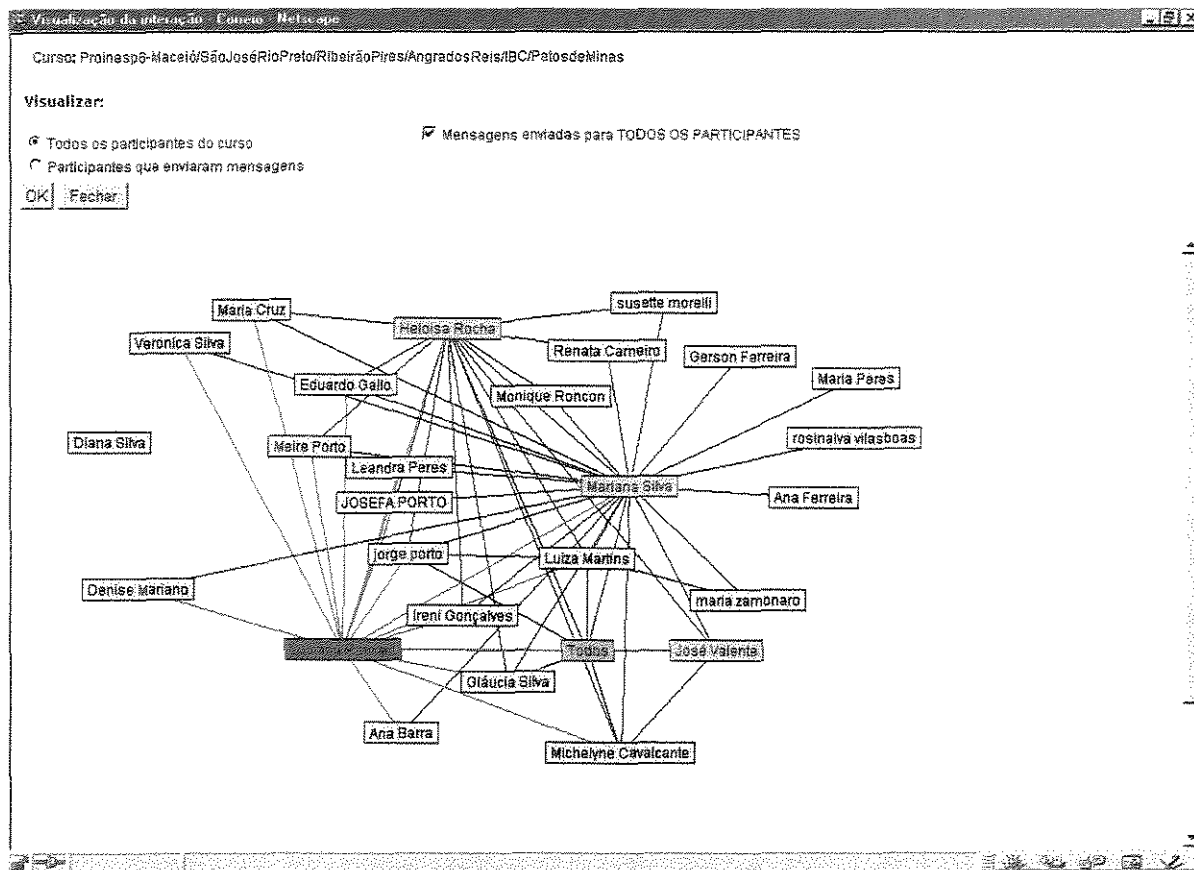 Visualização da interação - Correio - Netscape
Curso: Proinesp6-Maceió/SãoJoséRioPreto/RibeirãoPires/AngradosReis/IBC/PatosdeMinas
Visualizar:
Todos os participantes do curso
Mensagens enviadas para TODOS OS PARTICIPANTES
Participantes que enviaram mensagens
OK
Fechar
Maria Cruz
susette morelli
Heloisa Rocha
Veronica Silva
Renata Carneiro
Gerson Farreira
Eduardo Gallo
Monique Roncon
Maria Peres
Diana Silva
Meire Porto
rosinalva vilasboas
Leandra Peres
Mariana Silva
JOSEFA PORTO
Ana Ferreira
jorge porto
Luiza Martins
Denise Mariano
maria zamonaro
Ireni Gonçalves
Todos
José Valente
Gláucia Silva
Ana Barra
Michelyne Cavalcante